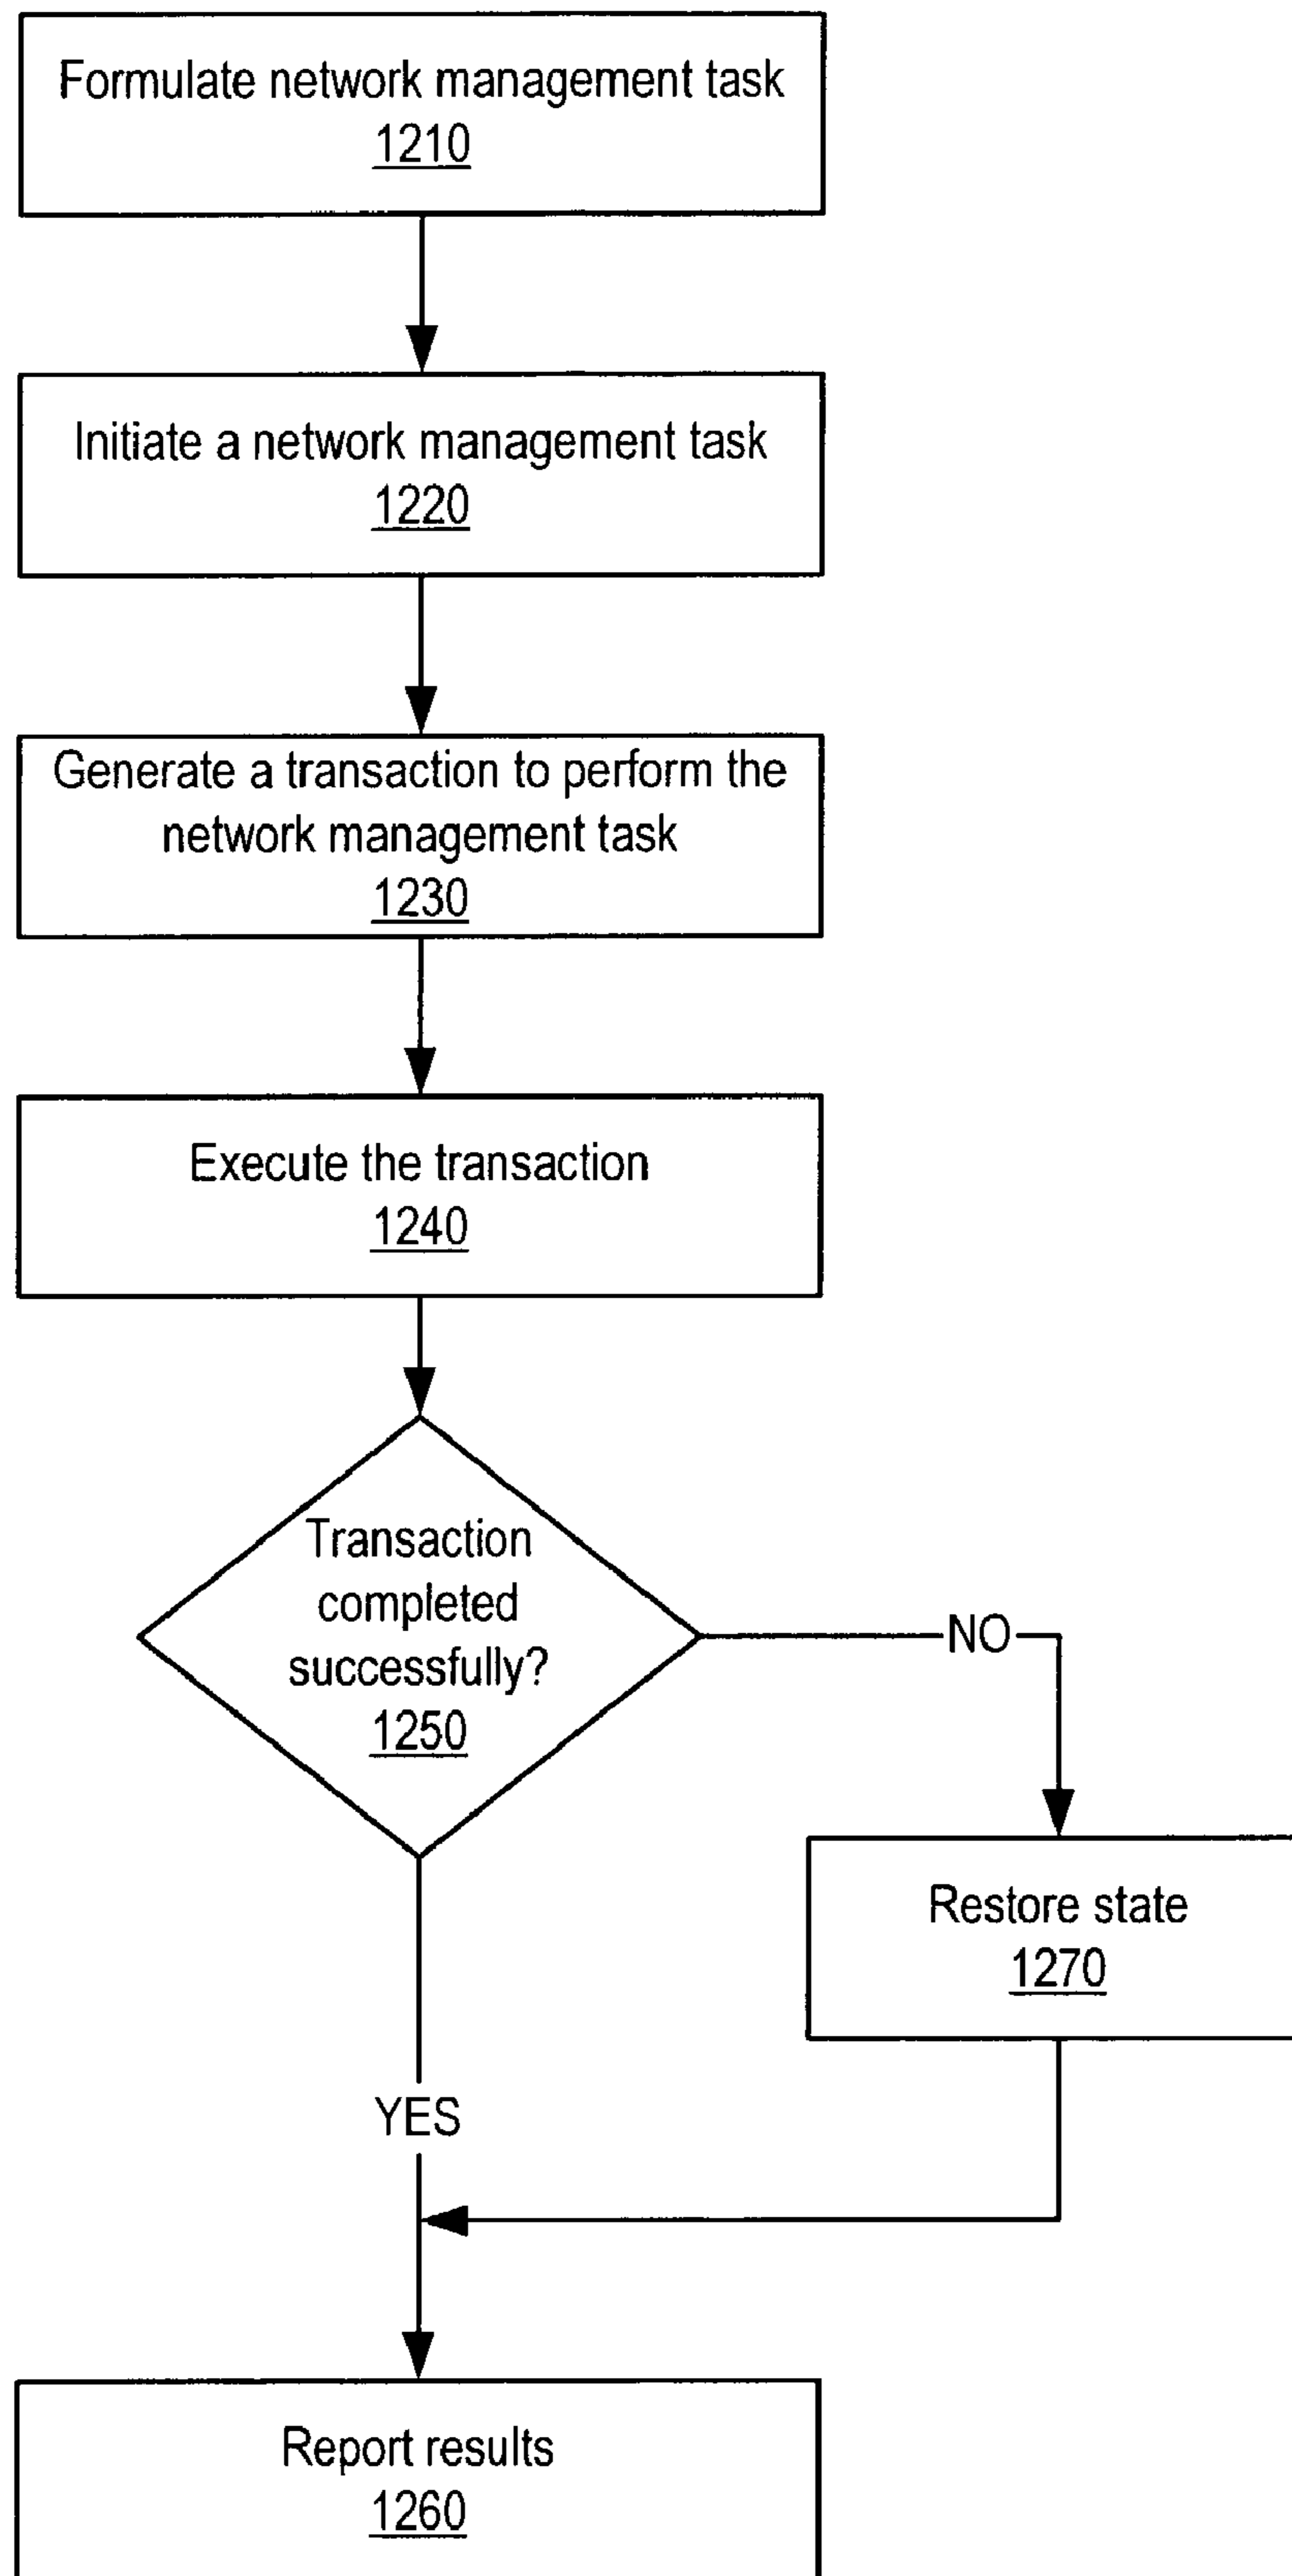 Formulate network management task
1210
Initiate a network management task
1220
Generate a transaction to perform the
network management task
1230
Execute the transaction
1240
Transaction
completed
successfully?
1250
NO
Restore state
1270
YES
Report results
1260